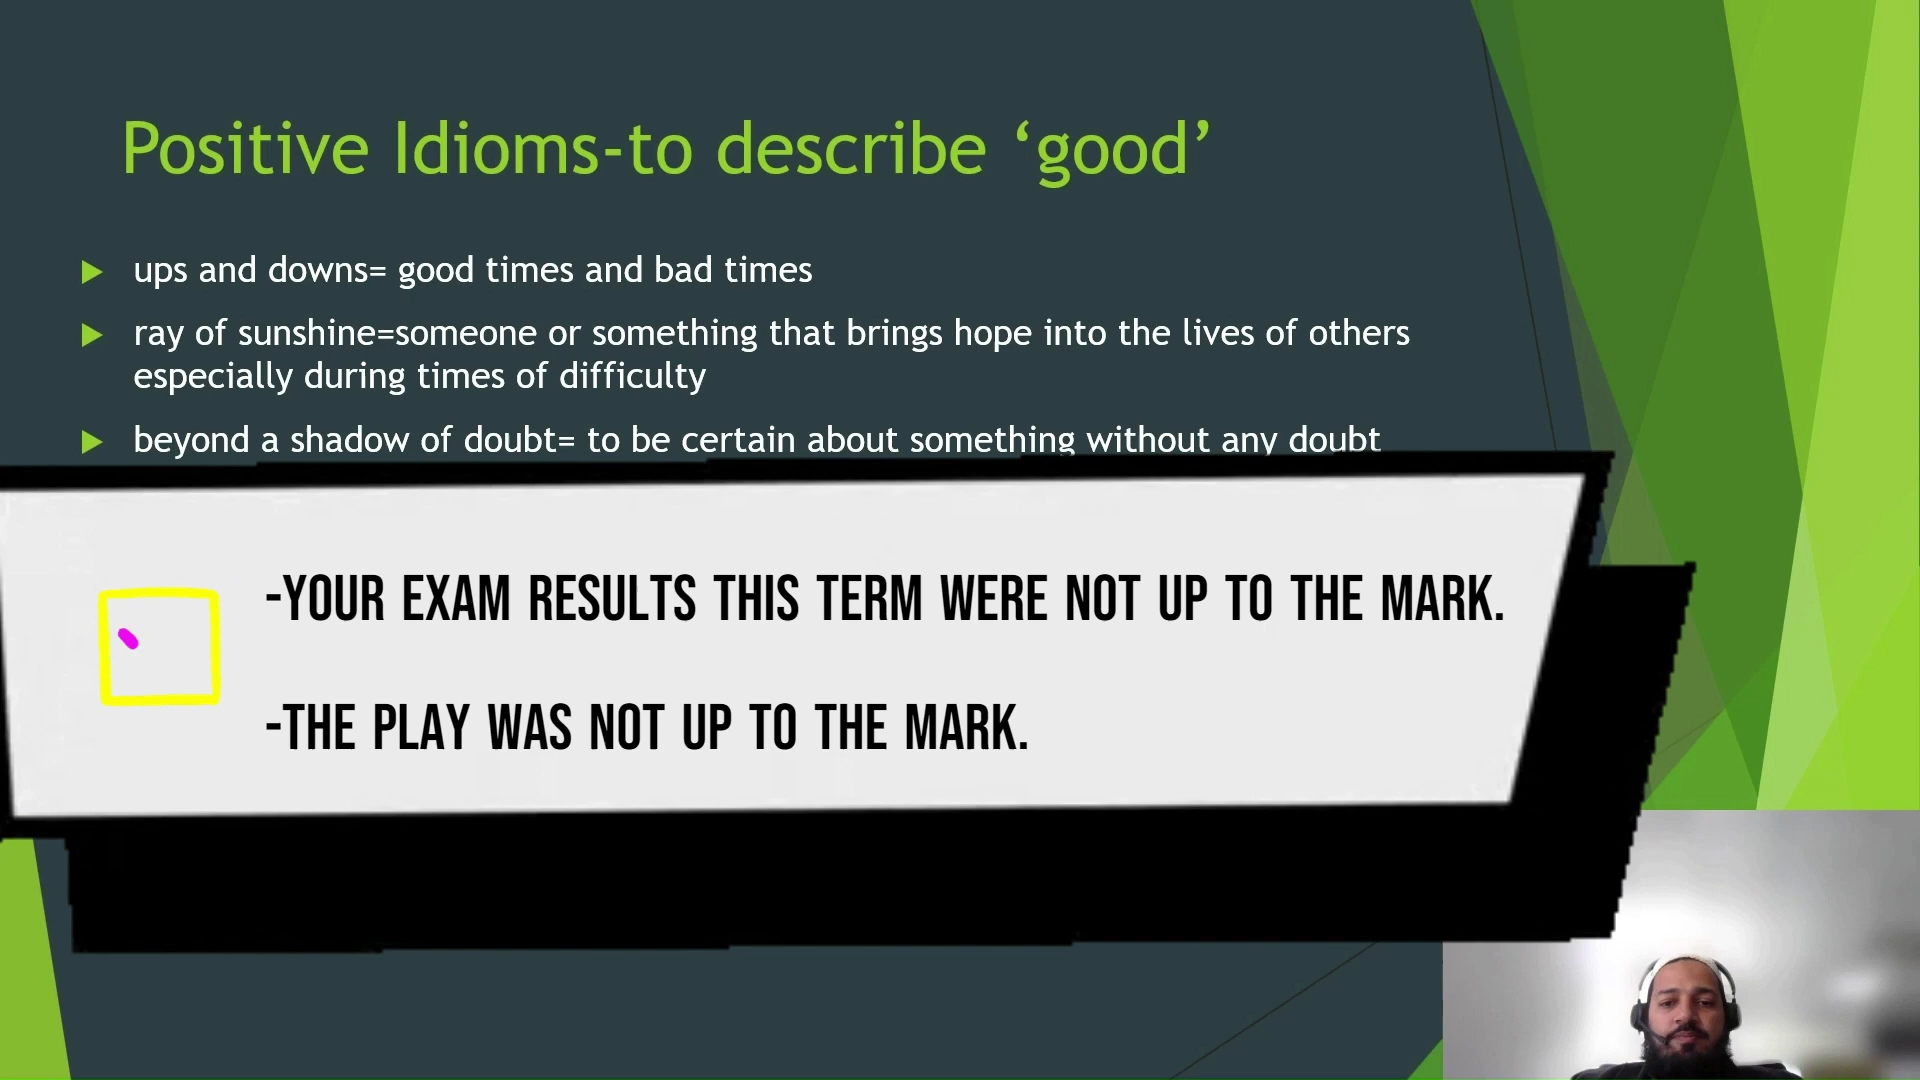 Positive Idioms-to describe ‘good’
ups and downs= good times and bad times
ray of sunshine=someone or something that brings hope into the lives of others
especially during times of difficulty
beyond a shadow of doubt= to be certain about something without any doubt
-YOUR EXAM RESULTS THIS TERM WERE NOT UP TO THE MARK.
-THE PLAY WAS NOT UP TO THE MARK.